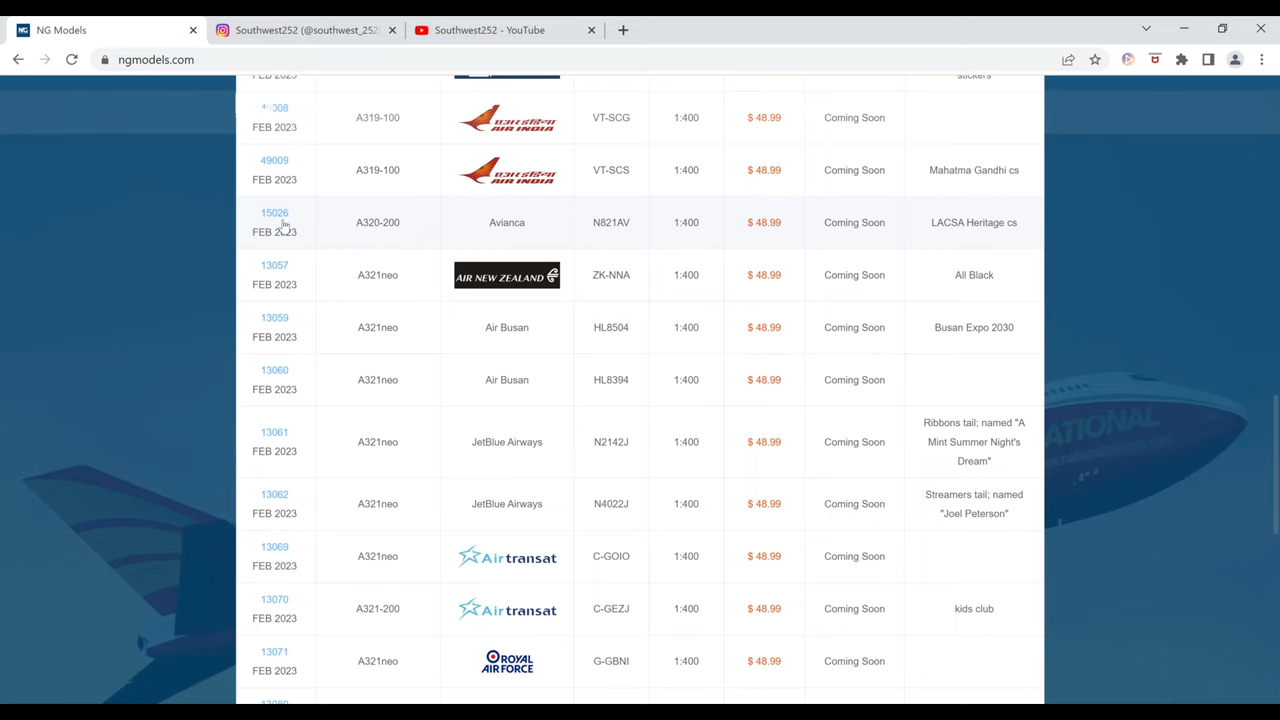 NG Models
Southwest252 (@southwest_252)
Southwest252 - YouTube
ngmodels.com
FEB 2023
stickers
FEB 2023
A319-100
एअर इंडिया
AIR INDIA
VT-SCG
1:400
$ 48.99
Coming Soon
49009
FEB 2023
A319-100
एअर इंडिया
AIR INDIA
VT-SCS
1:400
$ 48.99
Coming Soon
Mahatma Gandhi cs
15026
FEB 2023
A320-200
Avianca
N821AV
1:400
$ 48.99
Coming Soon
LACSA Heritage cs
13057
FEB 2023
A321neo
AIR NEW ZEALAND
ZK-NNA
1:400
$ 48.99
Coming Soon
All Black
13059
FEB 2023
A321neo
Air Busan
HL8504
1:400
$ 48.99
Coming Soon
Busan Expo 2030
13060
FEB 2023
A321neo
Air Busan
HL8394
1:400
$ 48.99
Coming Soon
13061
FEB 2023
A321neo
JetBlue Airways
N2142J
1:400
$ 48.99
Coming Soon
Ribbons tail; named "A
Mint Summer Night's
Dream"
13062
FEB 2023
A321neo
JetBlue Airways
N4022J
1:400
$ 48.99
Coming Soon
Streamers tail; named
"Joel Peterson"
13069
FEB 2023
A321neo
Airtransat
C-GOIO
1:400
$ 48.99
Coming Soon
13070
FEB 2023
A321-200
Airtransat
C-GEZJ
1:400
$ 48.99
Coming Soon
kids club
13071
FEB 2023
A321neo
ROYAL
AIR FORCE
G-GBNI
1:400
$ 48.99
Coming Soon